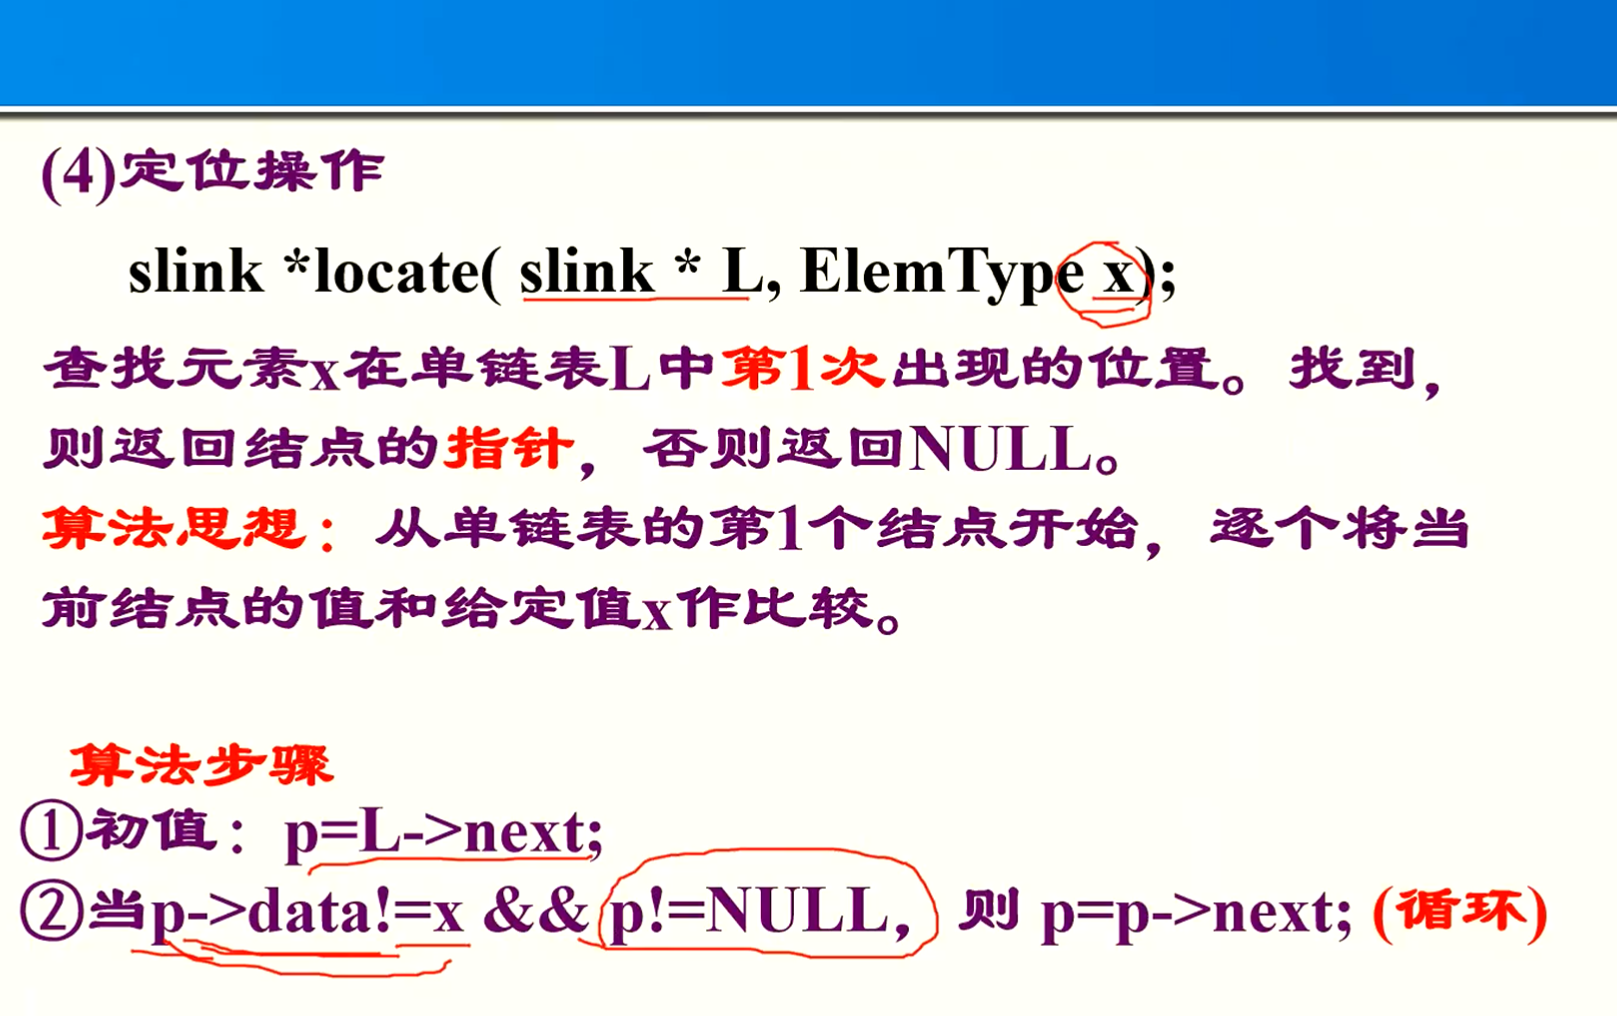 (4)定位操作
slink *locate( slink * L, ElemType x);
查找元素x在单链表L中第1次出现的位置。找到，
则返回结点的指针，否则返回NULL。
算法思想：从单链表的第1个结点开始，逐个将当
前结点的值和给定值x作比较。
算法步骤
①初值：p=L->next;
②当p->data!=x && p!=NULL，则 p=p->next; (循环)